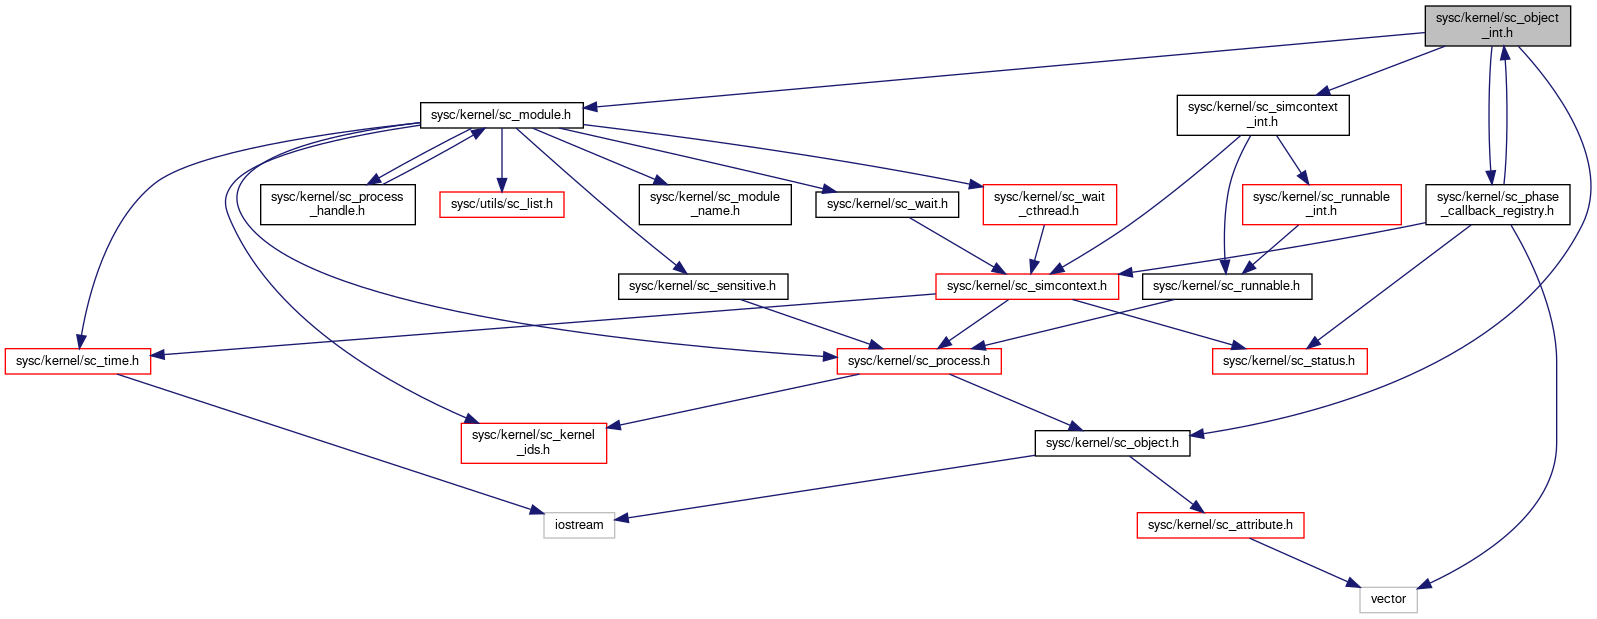 sysc/kernel/sc_object
_int.h
sysc/kernel/sc_module.h
sysc/kernel/sc_simcontext
_int.h
sysc/kernel/sc_process
_handle.h
sysc/utils/sc_list.h
sysc/kernel/sc_module
_name.h
sysc/kernel/sc_wait.h
sysc/kernel/sc_wait
_cthread.h
sysc/kernel/sc_runnable
_int.h
sysc/kernel/sc_phase
_callback_registry.h
sysc/kernel/sc_sensitive.h
sysc/kernel/sc_simcontext.h
sysc/kernel/sc_runnable.h
sysc/kernel/sc_time.h
sysc/kernel/sc_process.h
sysc/kernel/sc_status.h
sysc/kernel/sc_kernel
_ids.h
sysc/kernel/sc_object.h
iostream
sysc/kernel/sc_attribute.h
vector